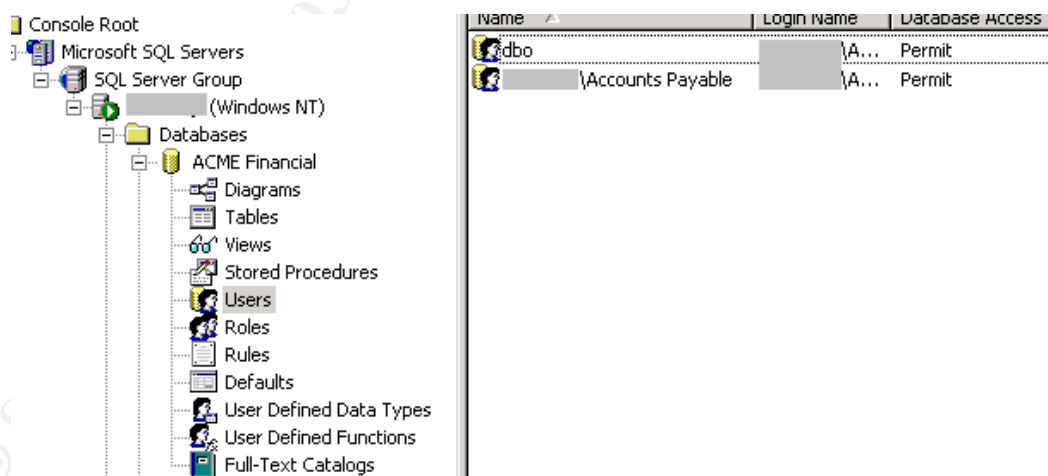 Console Root
Microsoft SQL Servers
SQL Server Group
(Windows NT)
Databases
ACME Financial
Diagrams
Tables
Views
Stored Procedures
Users
Roles
Rules
Defaults
User Defined Data Types
User Defined Functions
Full-Text Catalogs
Name Login Name Database Access
dbo \A... Permit
\Accounts Payable \A... Permit